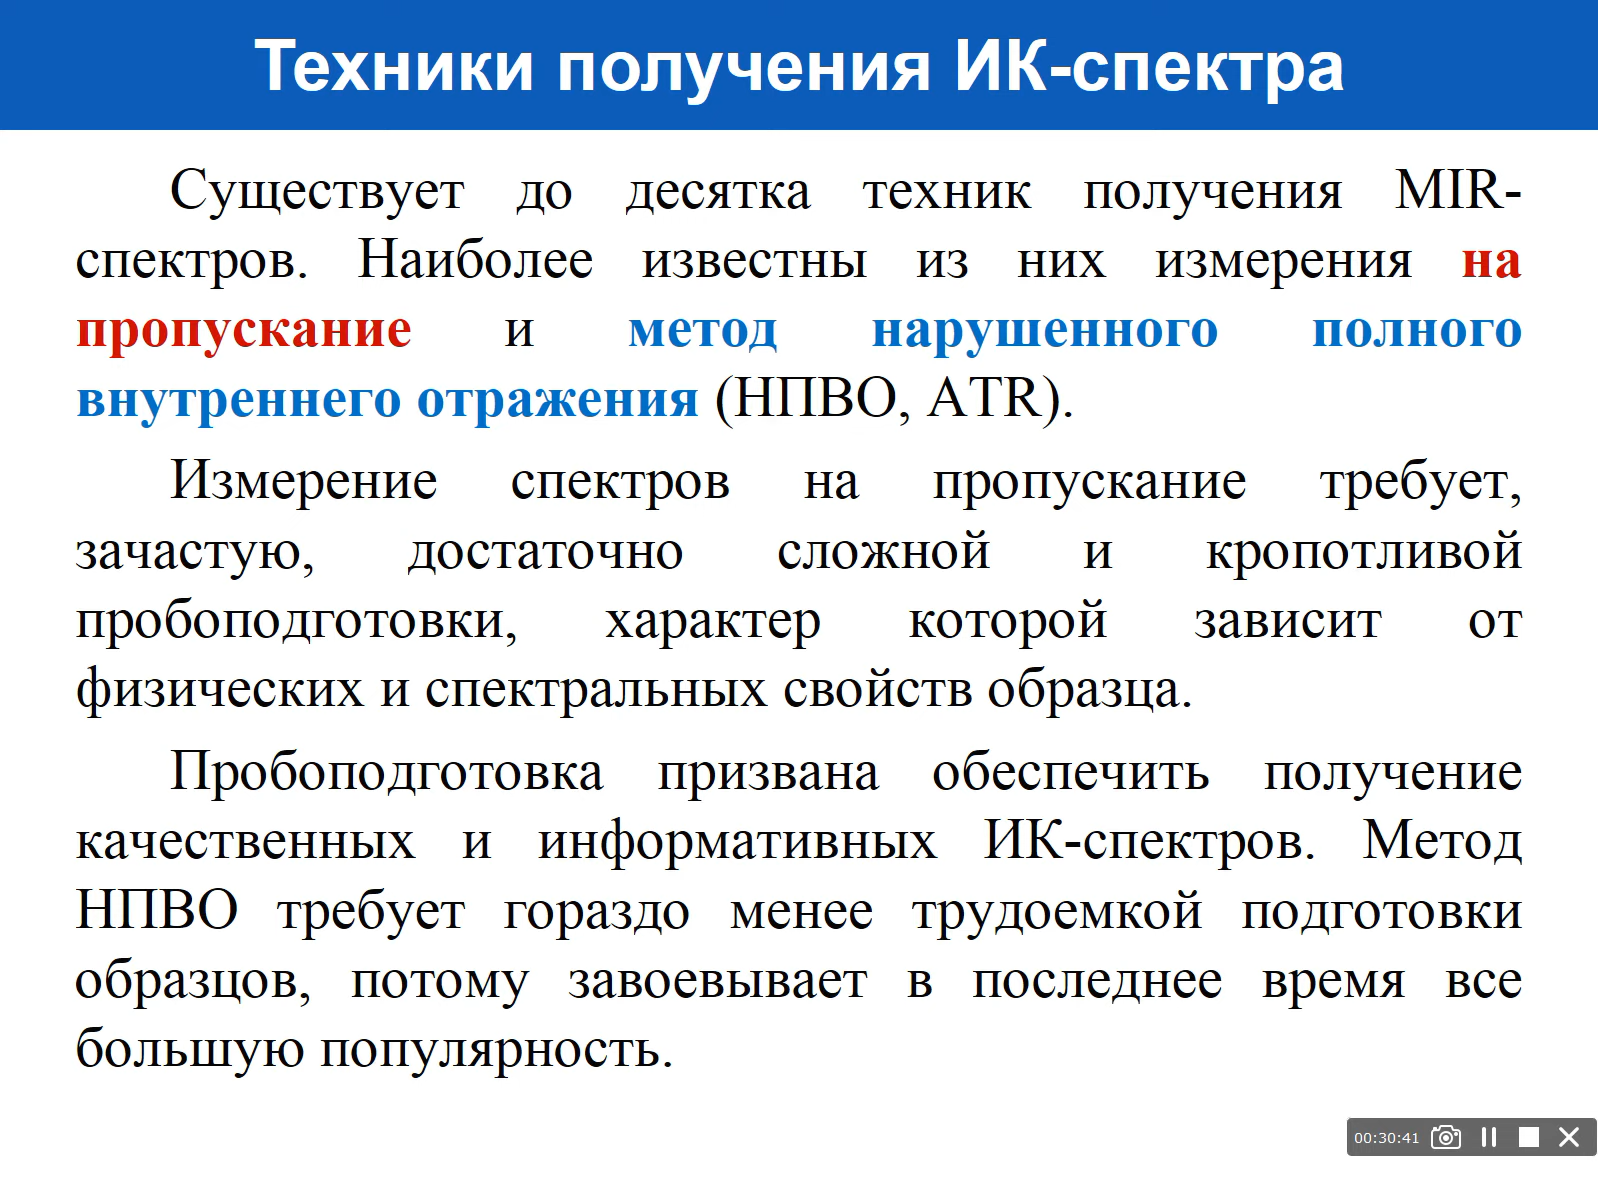 Техники получения ИК-спектра
Существует до десятка техник получения MIR-
спектров. Наиболее известны из них измерения на
пропускание и метод нарушенного полного
внутреннего отражения (НПВО, ATR).
Измерение спектров на пропускание требует,
зачастую, достаточно сложной и кропотливой
пробоподготовки, характер которой зависит от
физических и спектральных свойств образца.
Пробоподготовка призвана обеспечить получение
качественных и информативных ИК-спектров. Метод
НПВО требует гораздо менее трудоемкой подготовки
образцов, потому завоевывает в последнее время все
большую популярность.
00:30:41